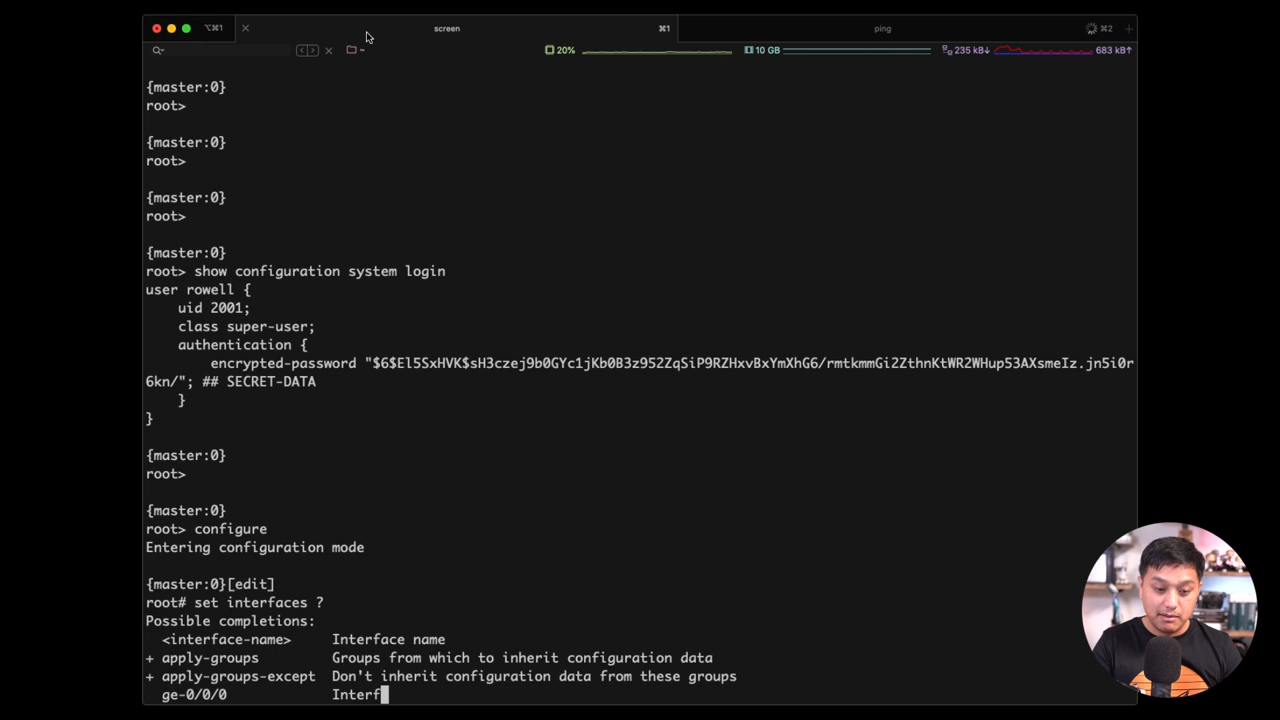 ⌥⌘1
screen
⌘1
ping
⌘2
20%
10 GB
235 kB↓
683 kB↑
{master:0}
root>
{master:0}
root>
{master:0}
root>
{master:0}
root> show configuration system login
user rowell {
uid 2001;
class super-user;
authentication {
encrypted-password "$6$El5SxHVK$sH3czej9b0GYc1jKb0B3z952ZqSiP9RZHxvBxYmXhG6/rmtkmmGi2ZthnKtWR2WHup53AXsmeIz.jn5i0r
6kn/"; ## SECRET-DATA
}
}
{master:0}
root>
{master:0}
root> configure
Entering configuration mode
{master:0}[edit]
root# set interfaces ?
Possible completions:
<interface-name> Interface name
+ apply-groups Groups from which to inherit configuration data
+ apply-groups-except Don't inherit configuration data from these groups
ge-0/0/0 Interf